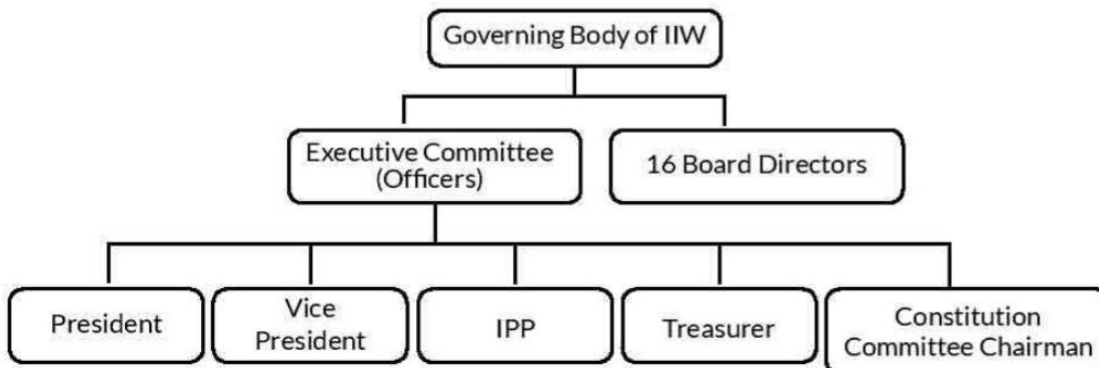 Governing Body of IIW
Executive Committee
(Officers)
16 Board Directors
President
Vice
President
IPP
Treasurer
Constitution
Committee Chairman